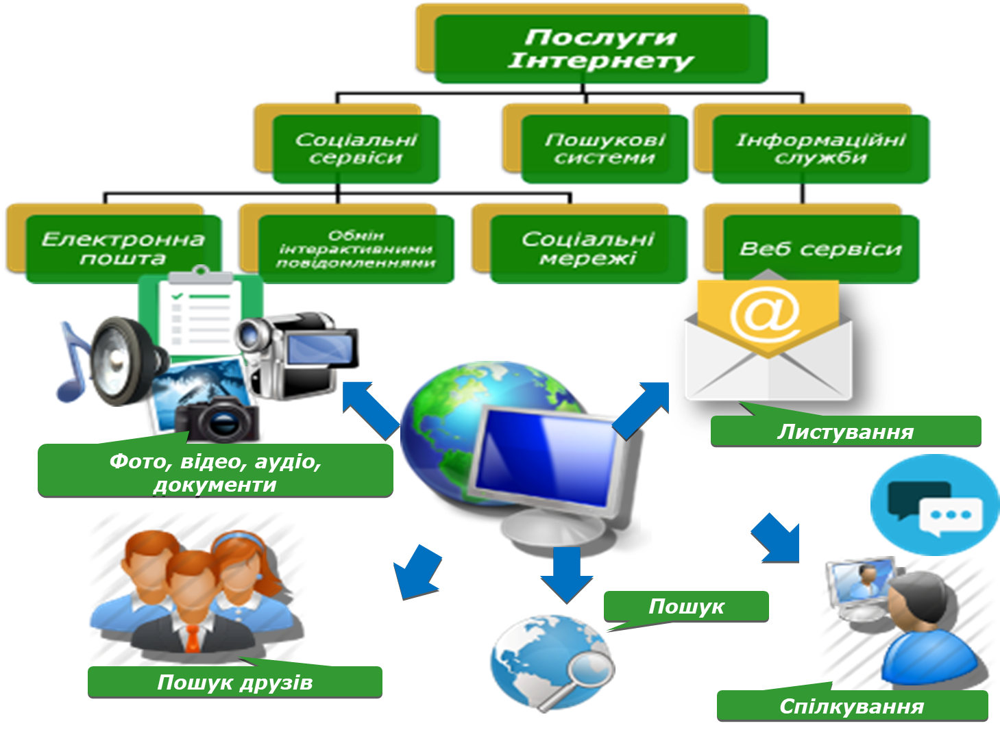 Послуги
Інтернету
Соціальні
сервіси
Пошукові
системи
Інформаційні
служби
Електронна
пошта
Обмін
інтерактивними
повідомленнями
Соціальні
мережі
Веб сервіси
@
Листування
Фото, відео, аудіо,
документи
Пошук
Пошук друзів
Спілкування